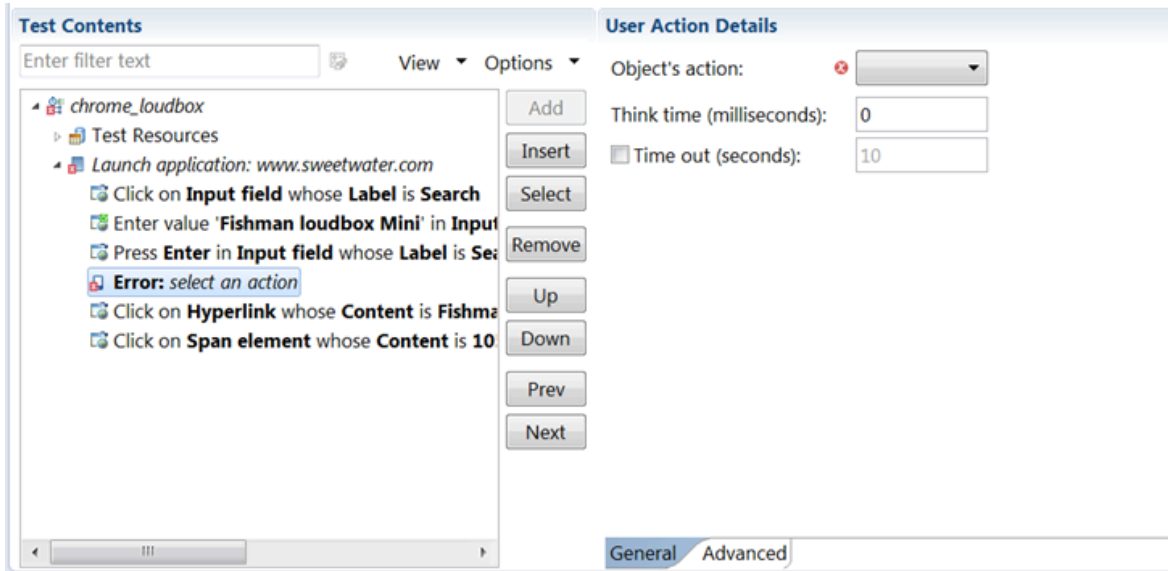 Test Contents
Enter filter text
View
Options
chrome_loudbox
Test Resources
Launch application: www.sweetwater.com
Click on Input field whose Label is Search
Enter value 'Fishman loudbox Mini' in Input
Press Enter in Input field whose Label is Sea
Error: select an action
Click on Hyperlink whose Content is Fishma
Click on Span element whose Content is 10
Add
Insert
Select
Remove
Up
Down
Prev
Next
User Action Details
Object's action:
Think time (milliseconds): 0
Time out (seconds): 10
General
Advanced